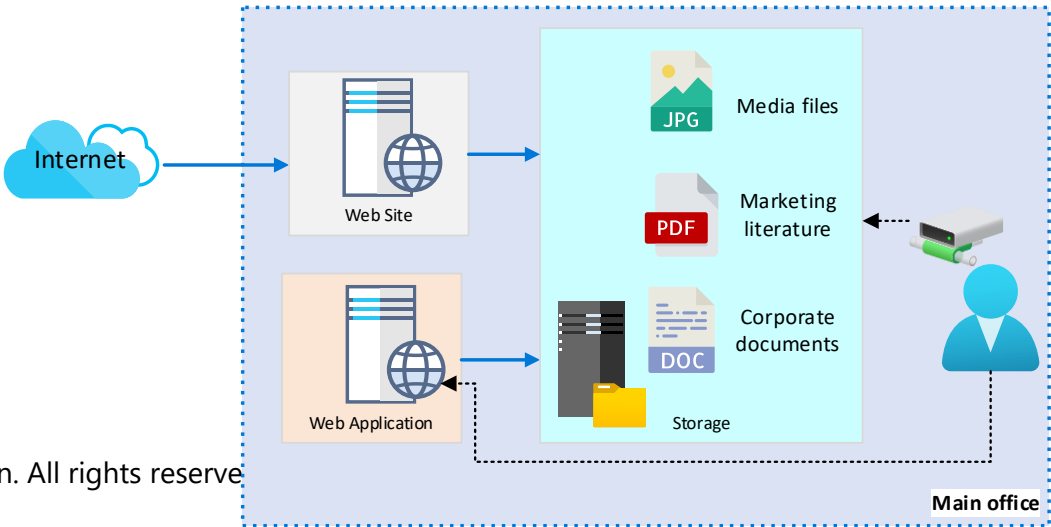 Internet
Web Site
JPG
Media files
PDF
Marketing
literature
Web Application
DOC
Corporate
documents
Storage
n. All rights reserve
Main office